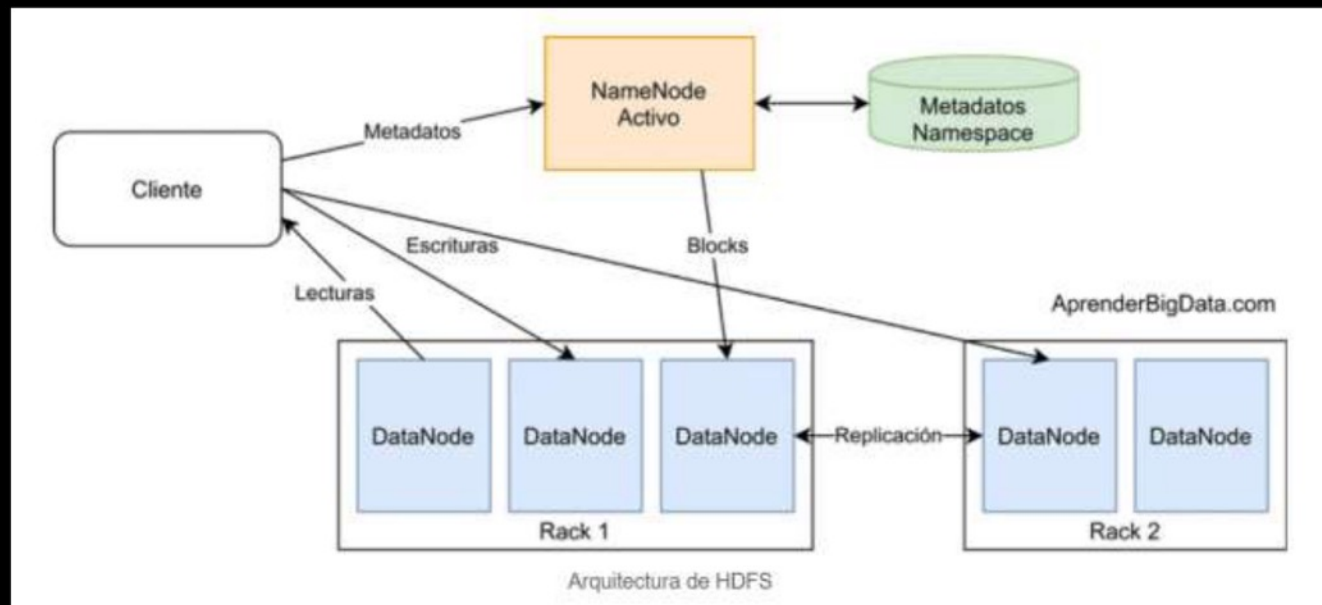 NameNode
Activo
Metadatos
Namespace
Metadatos
Cliente
Escrituras
Blocks
Lecturas
AprenderBigData.com
DataNode
DataNode
DataNode
Replicación
DataNode
DataNode
Rack 1
Rack 2
Arquitectura de HDFS